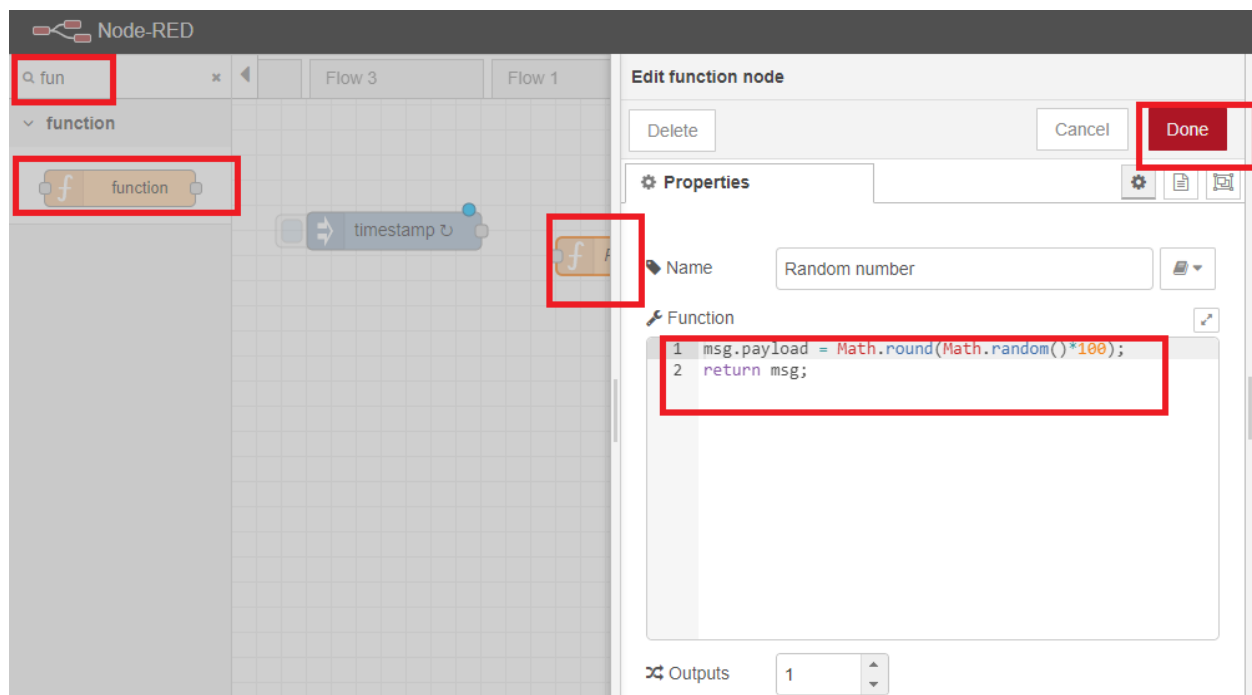 Node-RED
fun
function
function
Flow 3
Flow 1
timestamp ↻
Edit function node
Delete
Cancel
Done
Properties
Name
Random number
Function
1 msg.payload = Math.round(Math.random()*100);
2 return msg;
Outputs
1